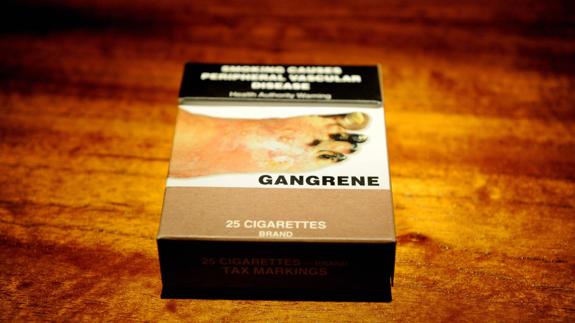 SMOKING CAUSES
PERIPHERAL VASCULAR
DISEASE
Health Authority Warning
GANGRENE
25 CIGARETTES
BRAND
25 CIGARETTES - BRAND
TAX MARKINGS